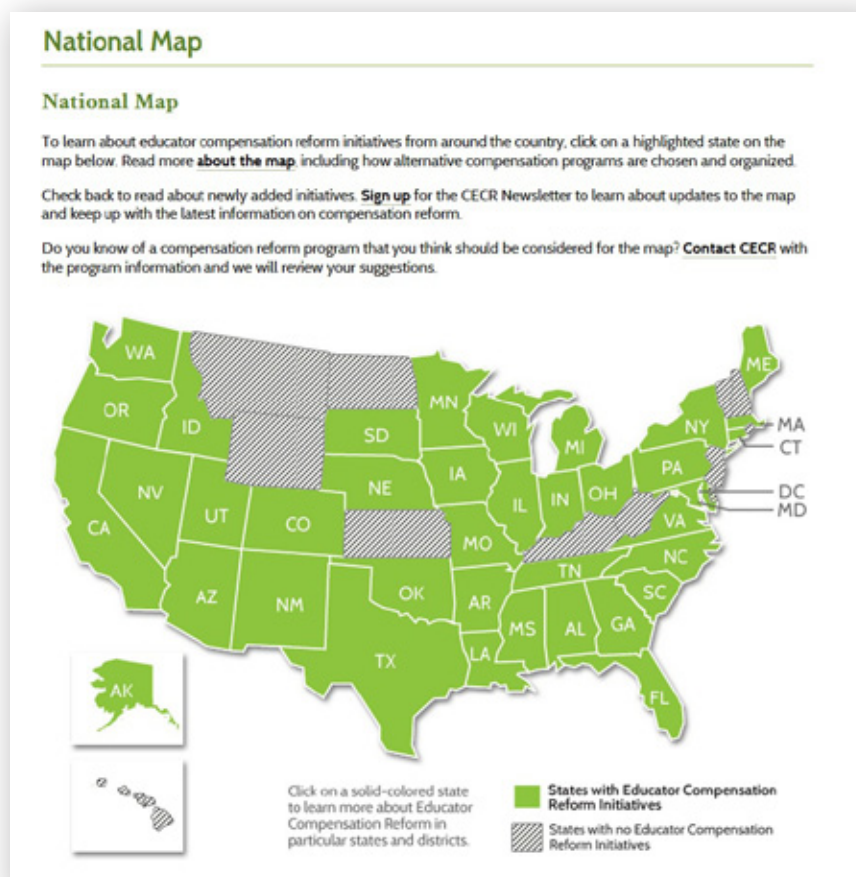 National Map
National Map
To learn about educator compensation reform initiatives from around the country, click on a highlighted state on the
map below. Read more about the map, including how alternative compensation programs are chosen and organized.
Check back to read about newly added initiatives. Sign up for the CECR Newsletter to learn about updates to the map
and keep up with the latest information on compensation reform.
Do you know of a compensation reform program that you think should be considered for the map? Contact CECR with
the program information and we will review your suggestions.
WA
ME
OR
ID
MN
WI
MI
NY
MA
CT
SD
IA
PA
NV
NE
IL
IN
OH
DC
MD
CA
UT
CO
MO
VA
AZ
NM
OK
AR
TN
NC
SC
MS
AL
GA
TX
LA
FL
AK
Click on a solid-colored state
to learn more about Educator
Compensation Reform in
particular states and districts.
States with Educator Compensation
Reform Initiatives
States with no Educator Compensation
Reform Initiatives